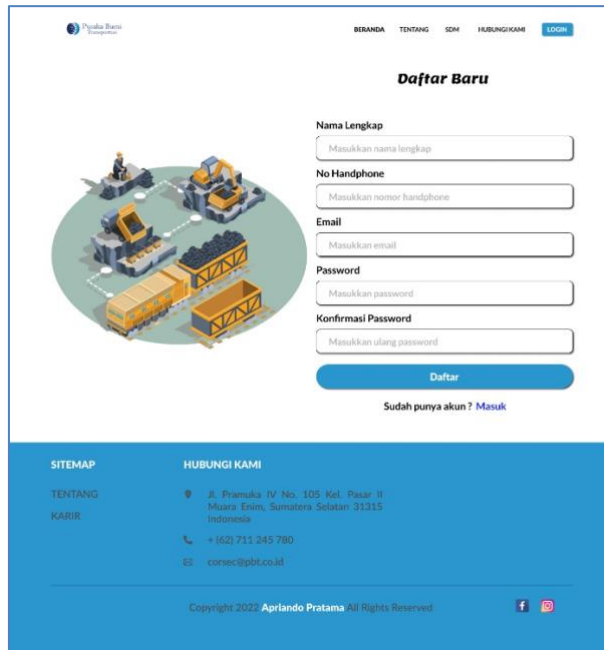 Pusaka Bumi
Transportasi
BERANDA TENTANG SDM HUBUNGI KAMI LOGIN
Daftar Baru
Nama Lengkap
Masukkan nama lengkap
No Handphone
Masukkan nomor handphone
Email
Masukkan email
Password
Masukkan password
Konfirmasi Password
Masukkan ulang password
Daftar
Sudah punya akun ? Masuk
SITEMAP
TENTANG
KARIR
HUBUNGI KAMI
Jl. Pramuka IV No. 105 Kel. Pasar II
Muara Enim, Sumatera Selatan 31315
Indonesia
+ (62) 711 245 780
corsec@pbt.co.id
Copyright 2022 Apriando Pratama All Rights Reserved